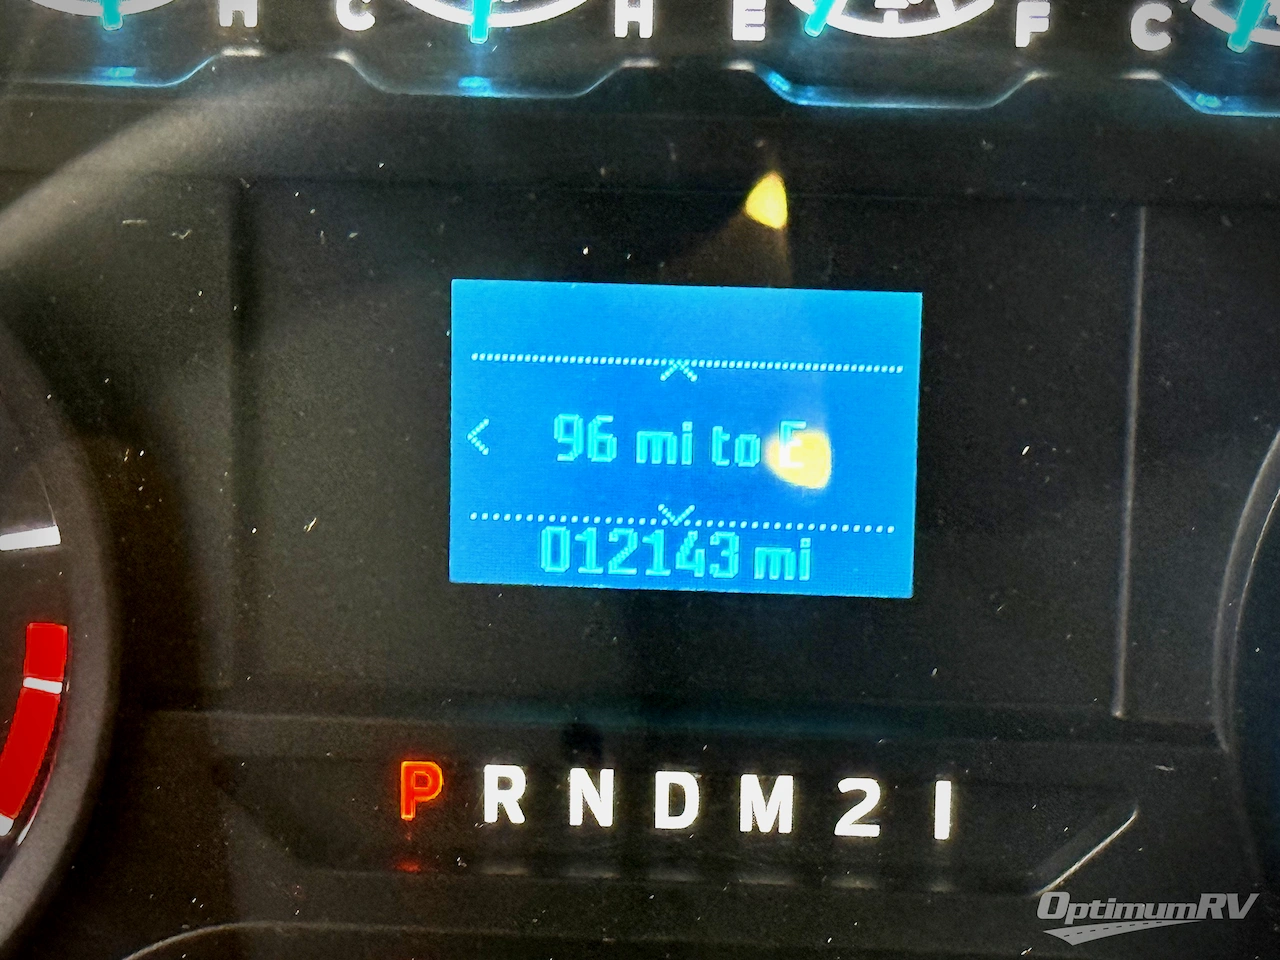 H C H E F C
96 mi to E
012143 mi
P R N D M 2 1
OptimumRV